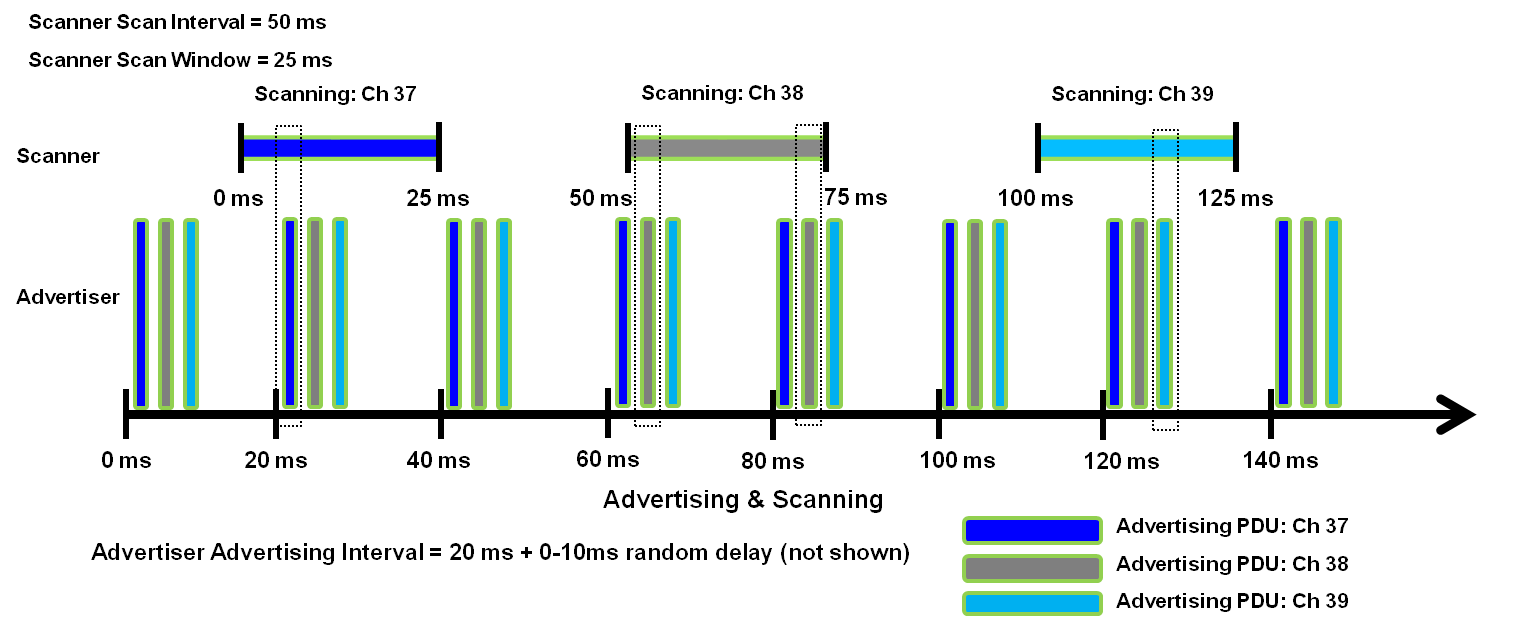 Scanner Scan Interval = 50 ms
Scanner Scan Window = 25 ms
Scanning: Ch 37
Scanning: Ch 38
Scanning: Ch 39
Scanner
0 ms
25 ms
50 ms
75 ms
100 ms
125 ms
Advertiser
0 ms
20 ms
40 ms
60 ms
80 ms
100 ms
120 ms
140 ms
Advertising & Scanning
Advertiser Advertising Interval = 20 ms + 0-10ms random delay (not shown)
Advertising PDU: Ch 37
Advertising PDU: Ch 38
Advertising PDU: Ch 39